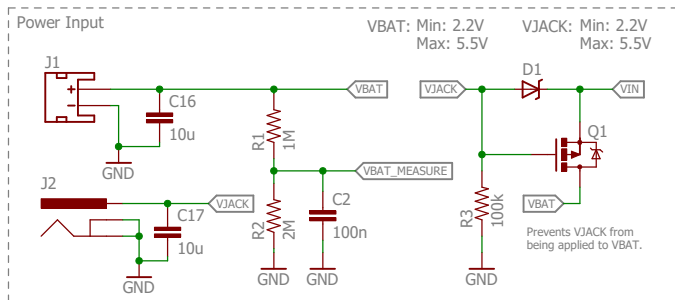 Power Input
VBAT: Min: 2.2V
Max: 5.5V
VJACK: Min: 2.2V
Max: 5.5V
J1
+
−
C16
10u
GND
R1
1M
VBAT
VBAT_MEASURE
R2
2M
C2
100n
GND
GND
J2
VJACK
C17
10u
GND
VJACK
D1
VIN
Q1
VBAT
R3
100k
GND
Prevents VJACK from
being applied to VBAT.